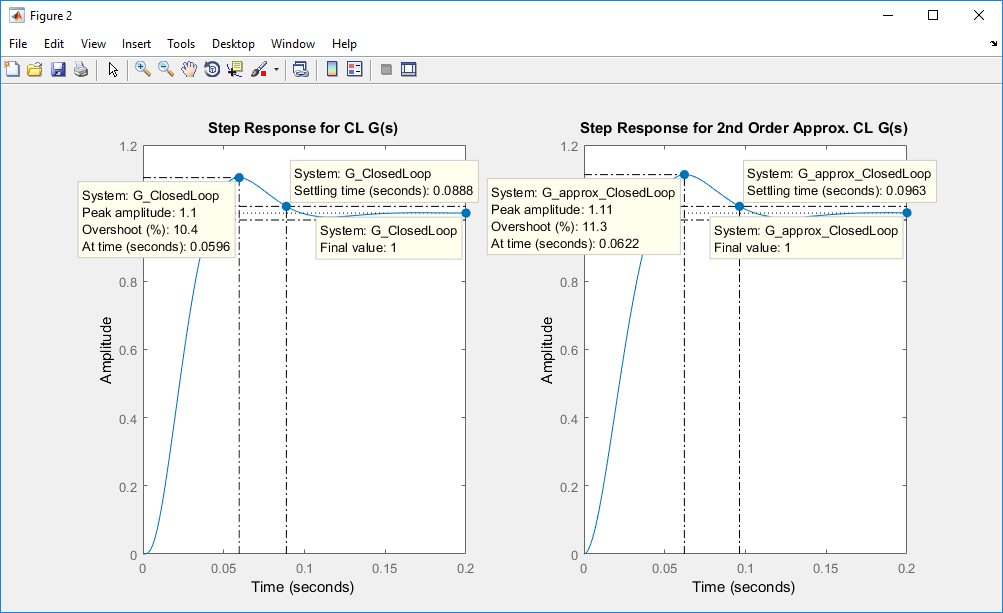 Figure 2
File Edit View Insert Tools Desktop Window Help
Step Response for CL G(s)
1.2
0.8
0.6
0.4
0.2
0
0 0.05 0.1 0.15 0.2
Amplitude
Time (seconds)
System: G_ClosedLoop
Peak amplitude: 1.1
Overshoot (%): 10.4
At time (seconds): 0.0596
System: G_ClosedLoop
Settling time (seconds): 0.0888
System: G_ClosedLoop
Final value: 1
Step Response for 2nd Order Approx. CL G(s)
1.2
0.8
0.6
0.4
0.2
0
0 0.05 0.1 0.15 0.2
Amplitude
Time (seconds)
System: G_approx_ClosedLoop
Peak amplitude: 1.11
Overshoot (%): 11.3
At time (seconds): 0.0622
System: G_approx_ClosedLoop
Settling time (seconds): 0.0963
System: G_approx_ClosedLoop
Final value: 1